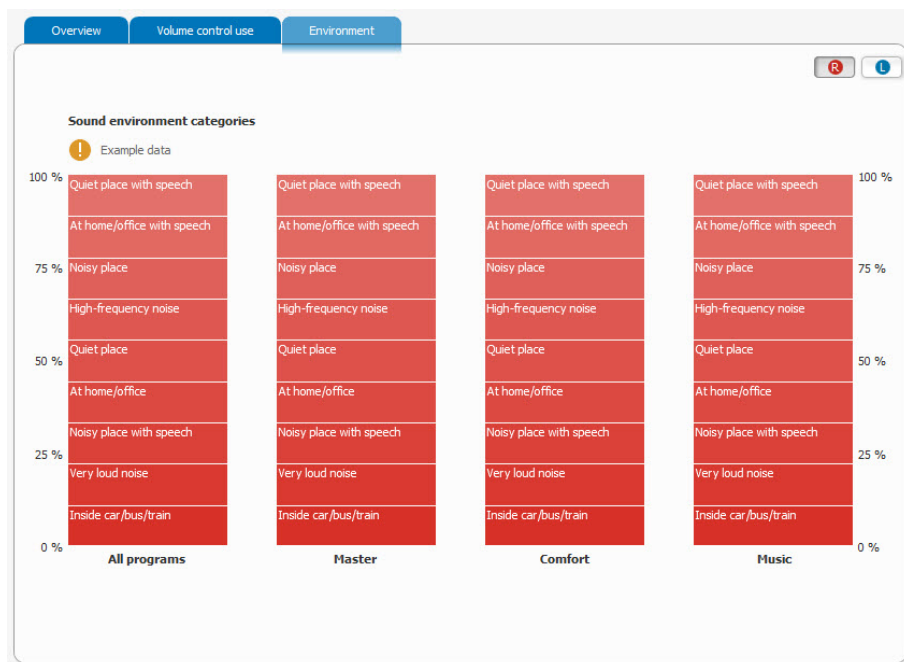 Overview
Volume control use
Environment
R
L
Sound environment categories
! Example data
100 %
75 %
50 %
25 %
0 %
Quiet place with speech
At home/office with speech
Noisy place
High-frequency noise
Quiet place
At home/office
Noisy place with speech
Very loud noise
Inside car/bus/train
All programs
Quiet place with speech
At home/office with speech
Noisy place
High-frequency noise
Quiet place
At home/office
Noisy place with speech
Very loud noise
Inside car/bus/train
Master
Quiet place with speech
At home/office with speech
Noisy place
High-frequency noise
Quiet place
At home/office
Noisy place with speech
Very loud noise
Inside car/bus/train
Comfort
Quiet place with speech
At home/office with speech
Noisy place
High-frequency noise
Quiet place
At home/office
Noisy place with speech
Very loud noise
Inside car/bus/train
Music
100 %
75 %
50 %
25 %
0 %